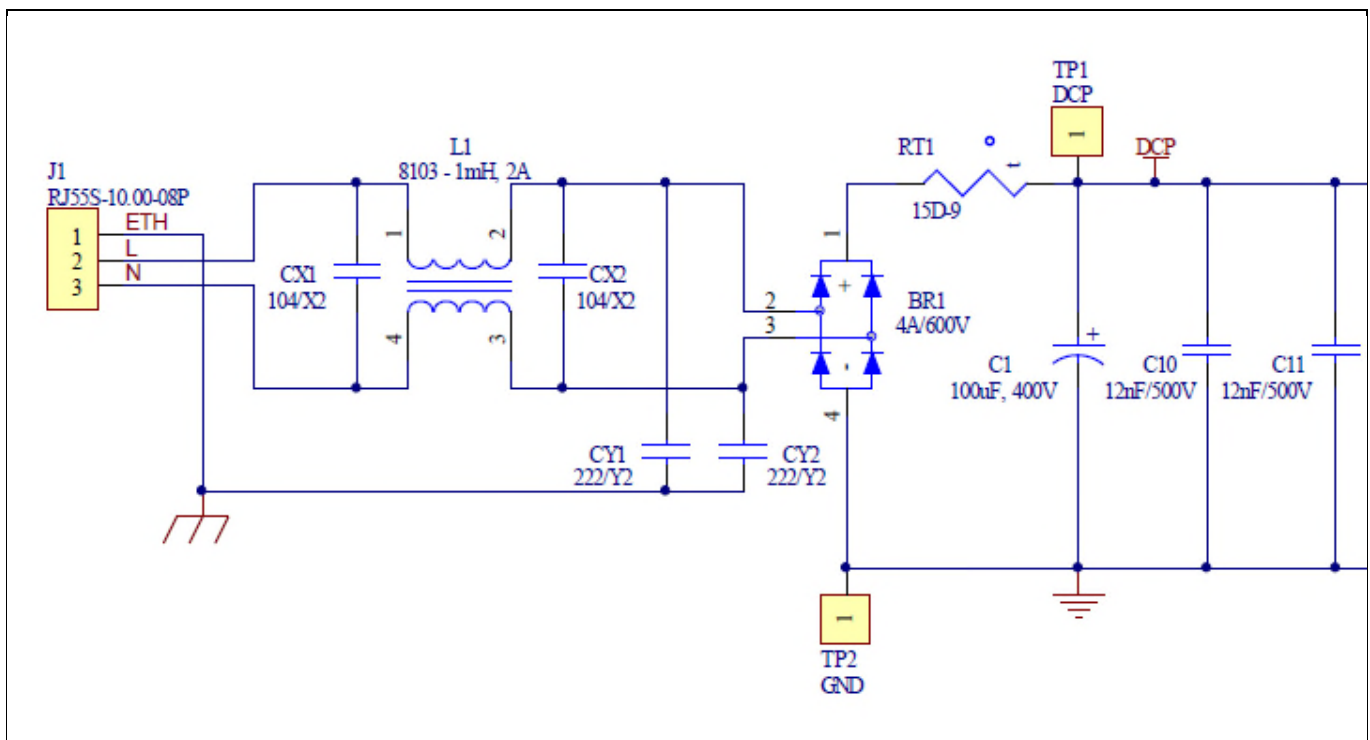 TP1
DCP
1
DCP
J1
RJ55S-10.00-08P
L1
8103 - 1mH, 2A
RT1
t
15D-9
1
ETH
2
L
3
N
1
2
CX1
104/X2
CX2
104/X2
4
3
1
2
3
+
-
BR1
4A/600V
4
C1
100uF, 400V
+
C10
12nF/500V
C11
12nF/500V
CY1
222/Y2
CY2
222/Y2
1
TP2
GND